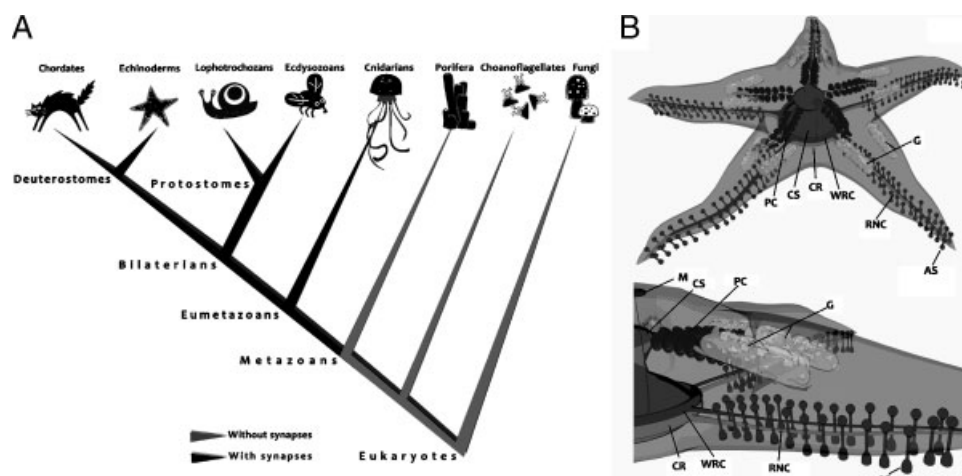 A
Chordates Echinoderms Lophotrochozans Ecdysozoans Cnidarians Porifera Choanoflagellates Fungi
Deuterostomes
Protostomes
Bilaterians
Eumetazoans
Metazoans
Without synapses
With synapses
Eukaryotes
B
G
PC CS CR WRC
RNC
AS
M
CS
PC
G
CR
WRC
RNC